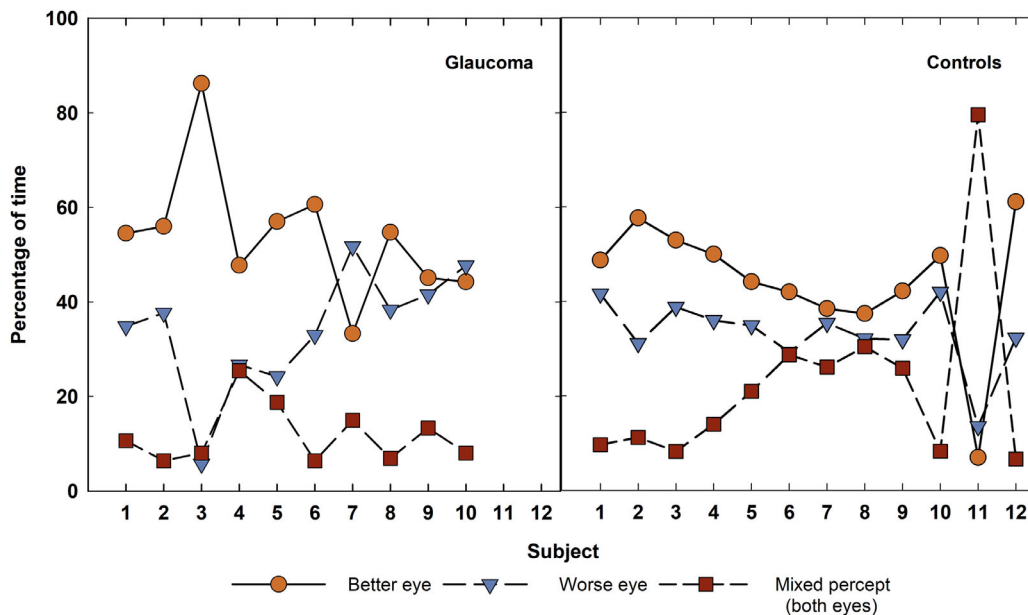 100
80
60
40
20
0
Percentage of time
Glaucoma
Controls
1 2 3 4 5 6 7 8 9 10 11 12
1 2 3 4 5 6 7 8 9 10 11 12
Subject
Better eye
Worse eye
Mixed percept
(both eyes)